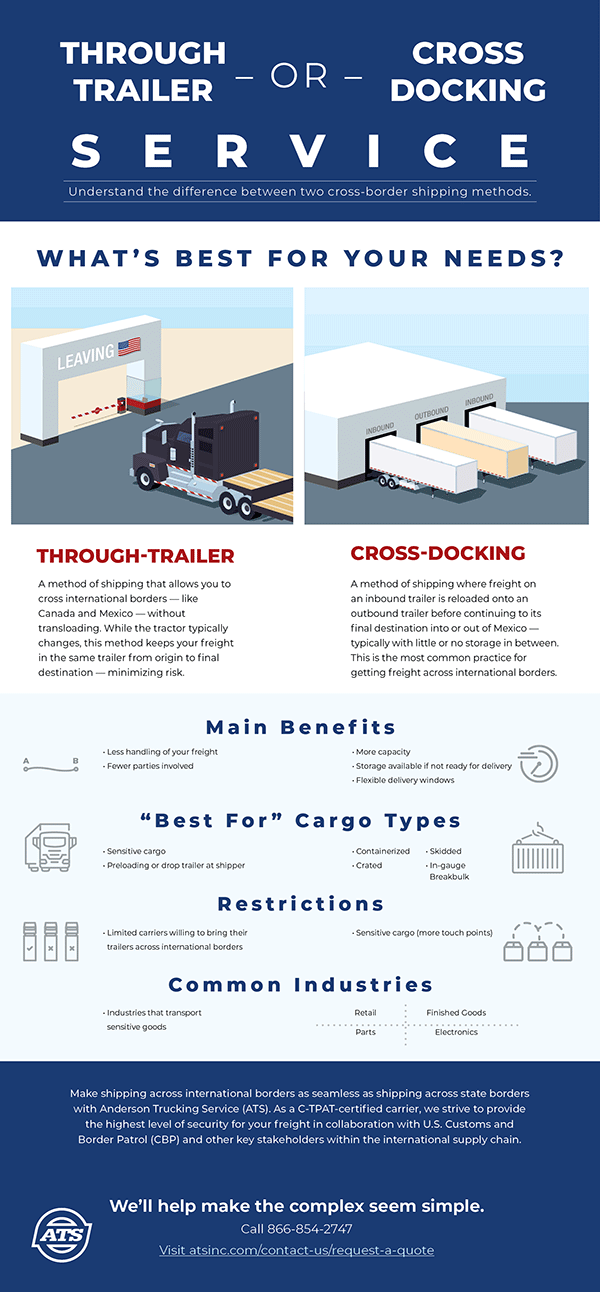 THROUGH
TRAILER
– OR –
CROSS
DOCKING
SERVICE
Understand the difference between two cross-border shipping methods.
WHAT'S BEST FOR YOUR NEEDS?
LEAVING
INBOUND
OUTBOUND
INBOUND
THROUGH-TRAILER
A method of shipping that allows you to
cross international borders — like
Canada and Mexico — without
transloading. While the tractor typically
changes, this method keeps your freight
in the same trailer from origin to final
destination — minimizing risk.
CROSS-DOCKING
A method of shipping where freight on
an inbound trailer is reloaded onto an
outbound trailer before continuing to its
final destination into or out of Mexico —
typically with little or no storage in between.
This is the most common practice for
getting freight across international borders.
Main Benefits
A B
• Less handling of your freight
• Fewer parties involved
• More capacity
• Storage available if not ready for delivery
• Flexible delivery windows
“Best For” Cargo Types
• Sensitive cargo
• Preloading or drop trailer at shipper
• Containerized
• Crated
• Skidded
• In-gauge
Breakbulk
Restrictions
• Limited carriers willing to bring their
trailers across international borders
• Sensitive cargo (more touch points)
Common Industries
• Industries that transport
sensitive goods
Retail
Finished Goods
Parts
Electronics
Make shipping across international borders as seamless as shipping across state borders
with Anderson Trucking Service (ATS). As a C-TPAT-certified carrier, we strive to provide
the highest level of security for your freight in collaboration with U.S. Customs and
Border Patrol (CBP) and other key stakeholders within the international supply chain.
ATS
We'll help make the complex seem simple.
Call 866-854-2747
Visit atsinc.com/contact-us/request-a-quote